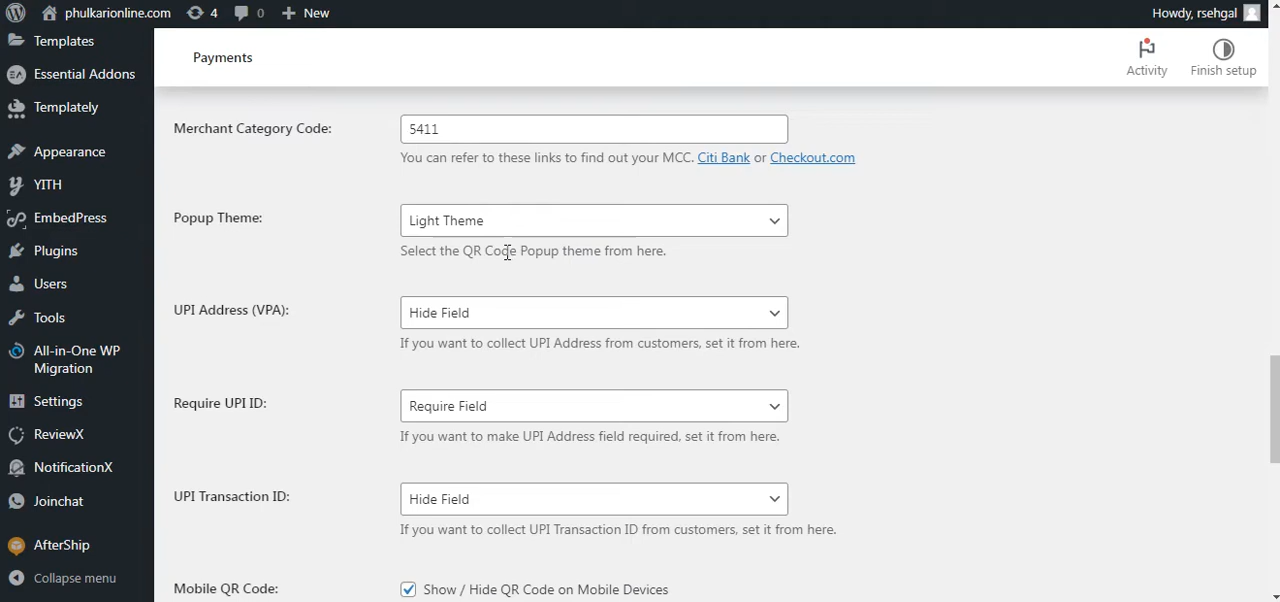 phulkarionline.com 4 0 New Howdy, rsehgal
Templates
Essential Addons
Templately
Appearance
YITH
EmbedPress
Plugins
Users
Tools
All-in-One WP
Migration
Settings
ReviewX
NotificationX
Joinchat
AfterShip
Collapse menu
Payments
Activity
Finish setup
Merchant Category Code:
5411
You can refer to these links to find out your MCC. Citi Bank or Checkout.com
Popup Theme:
Light Theme
Select the QR Code Popup theme from here.
UPI Address (VPA):
Hide Field
If you want to collect UPI Address from customers, set it from here.
Require UPI ID:
Require Field
If you want to make UPI Address field required, set it from here.
UPI Transaction ID:
Hide Field
If you want to collect UPI Transaction ID from customers, set it from here.
Mobile QR Code:
Show / Hide QR Code on Mobile Devices